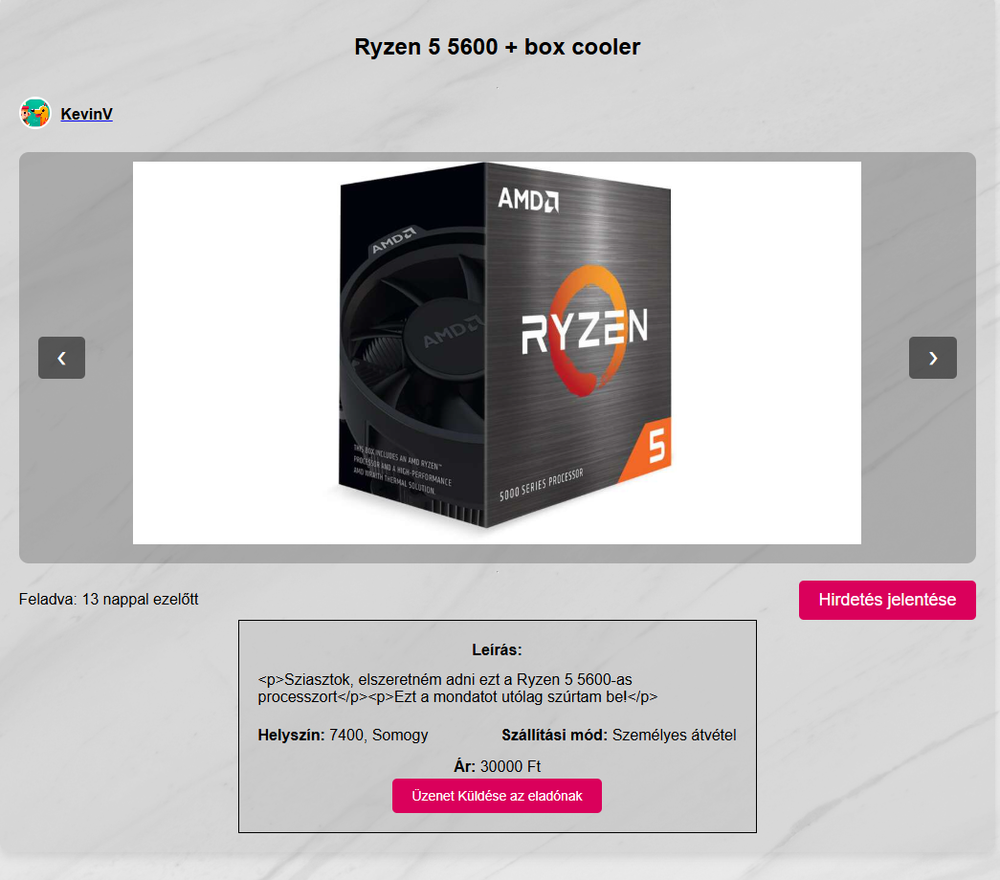 Ryzen 5 5600 + box cooler
KevinV
AMD
AMD
AMD
RYZEN
THIS BOX INCLUDES AN AMD RYZEN™
PROCESSOR AND A HIGH-PERFORMANCE
AMD WRAITH THERMAL SOLUTION.
5000 SERIES PROCESSOR
5
❮
❯
Feladva: 13 nappal ezelőtt
Hirdetés jelentése
Leírás:
<p>Sziasztok, elszeretném adni ezt a Ryzen 5 5600-as
processzort</p><p>Ezt a mondatot utólag szúrtam be!</p>
Helyszín: 7400, Somogy
Szállítási mód: Személyes átvétel
Ár: 30000 Ft
Üzenet Küldése az eladónak